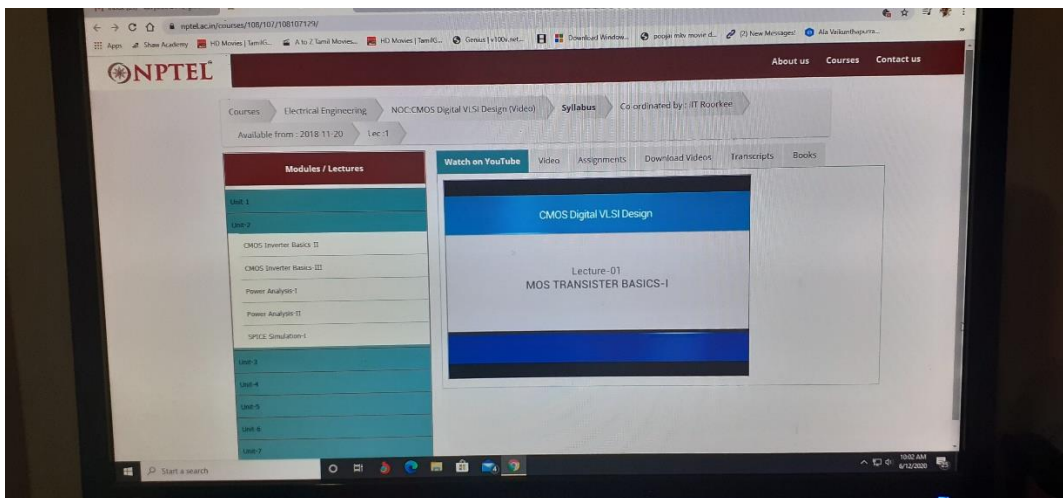 nptel.ac.in/courses/108/107/108107129/
Apps Shaw Academy HD Movies | TamilG... A to Z Tamil Movies... HD Movies | TamilG... Download Window... (2) New Messages!
NPTEL
About us Courses Contact us
Courses Electrical Engineering NOC:CMOS Digital VLSI Design (Video) Syllabus Co ordinated by : IIT Roorkee
Available from : 2018-11-20 Lec :1
Modules / Lectures
Watch on YouTube Video Assignments Download Videos Transcripts Books
Unit 1
Unit-2
CMOS Inverter Basics-II
CMOS Inverter Basics-III
Power Analysis-I
Power Analysis-II
SPICE Simulation-I
Unit-3
Unit-4
Unit-5
Unit-6
Unit-7
CMOS Digital VLSI Design
Lecture-01
MOS TRANSISTER BASICS-I
Start a search
10:02 AM
6/12/2020